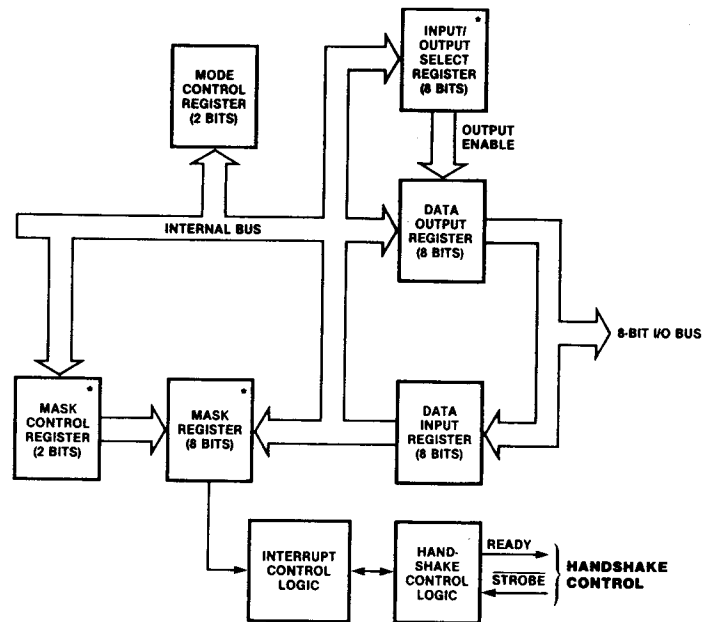 *
INPUT/
OUTPUT
SELECT
REGISTER
(8 BITS)
MODE
CONTROL
REGISTER
(2 BITS)
OUTPUT
ENABLE
DATA
OUTPUT
REGISTER
(8 BITS)
INTERNAL BUS
8-BIT I/O BUS
*
MASK
CONTROL
REGISTER
(2 BITS)
*
MASK
REGISTER
(8 BITS)
DATA
INPUT
REGISTER
(8 BITS)
INTERRUPT
CONTROL
LOGIC
HAND-
SHAKE
CONTROL
LOGIC
READY
STROBE
HANDSHAKE
CONTROL